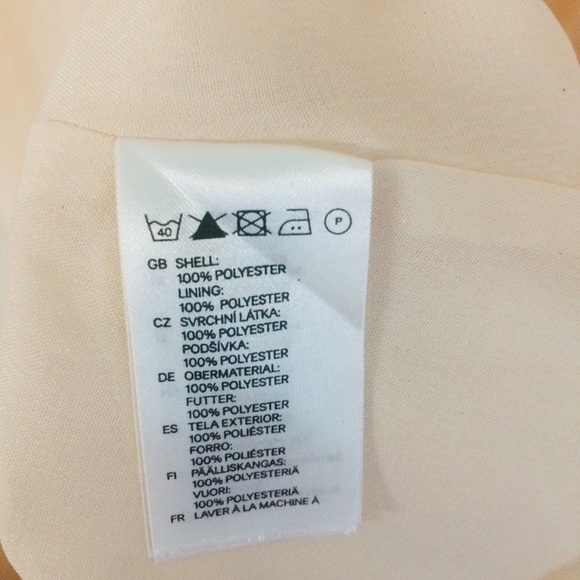 40 P
GB SHELL:
100% POLYESTER
LINING:
100% POLYESTER
CZ SVRCHNÍ LÁTKA:
100% POLYESTER
PODŠÍVKA:
100% POLYESTER
DE OBERMATERIAL:
100% POLYESTER
FUTTER:
100% POLYESTER
ES TELA EXTERIOR:
100% POLIÉSTER
FORRO:
100% POLIÉSTER
FI PÄÄLLISKANGAS:
100% POLYESTERIÄ
VUORI:
100% POLYESTERIÄ
FR LAVER À LA MACHINE À